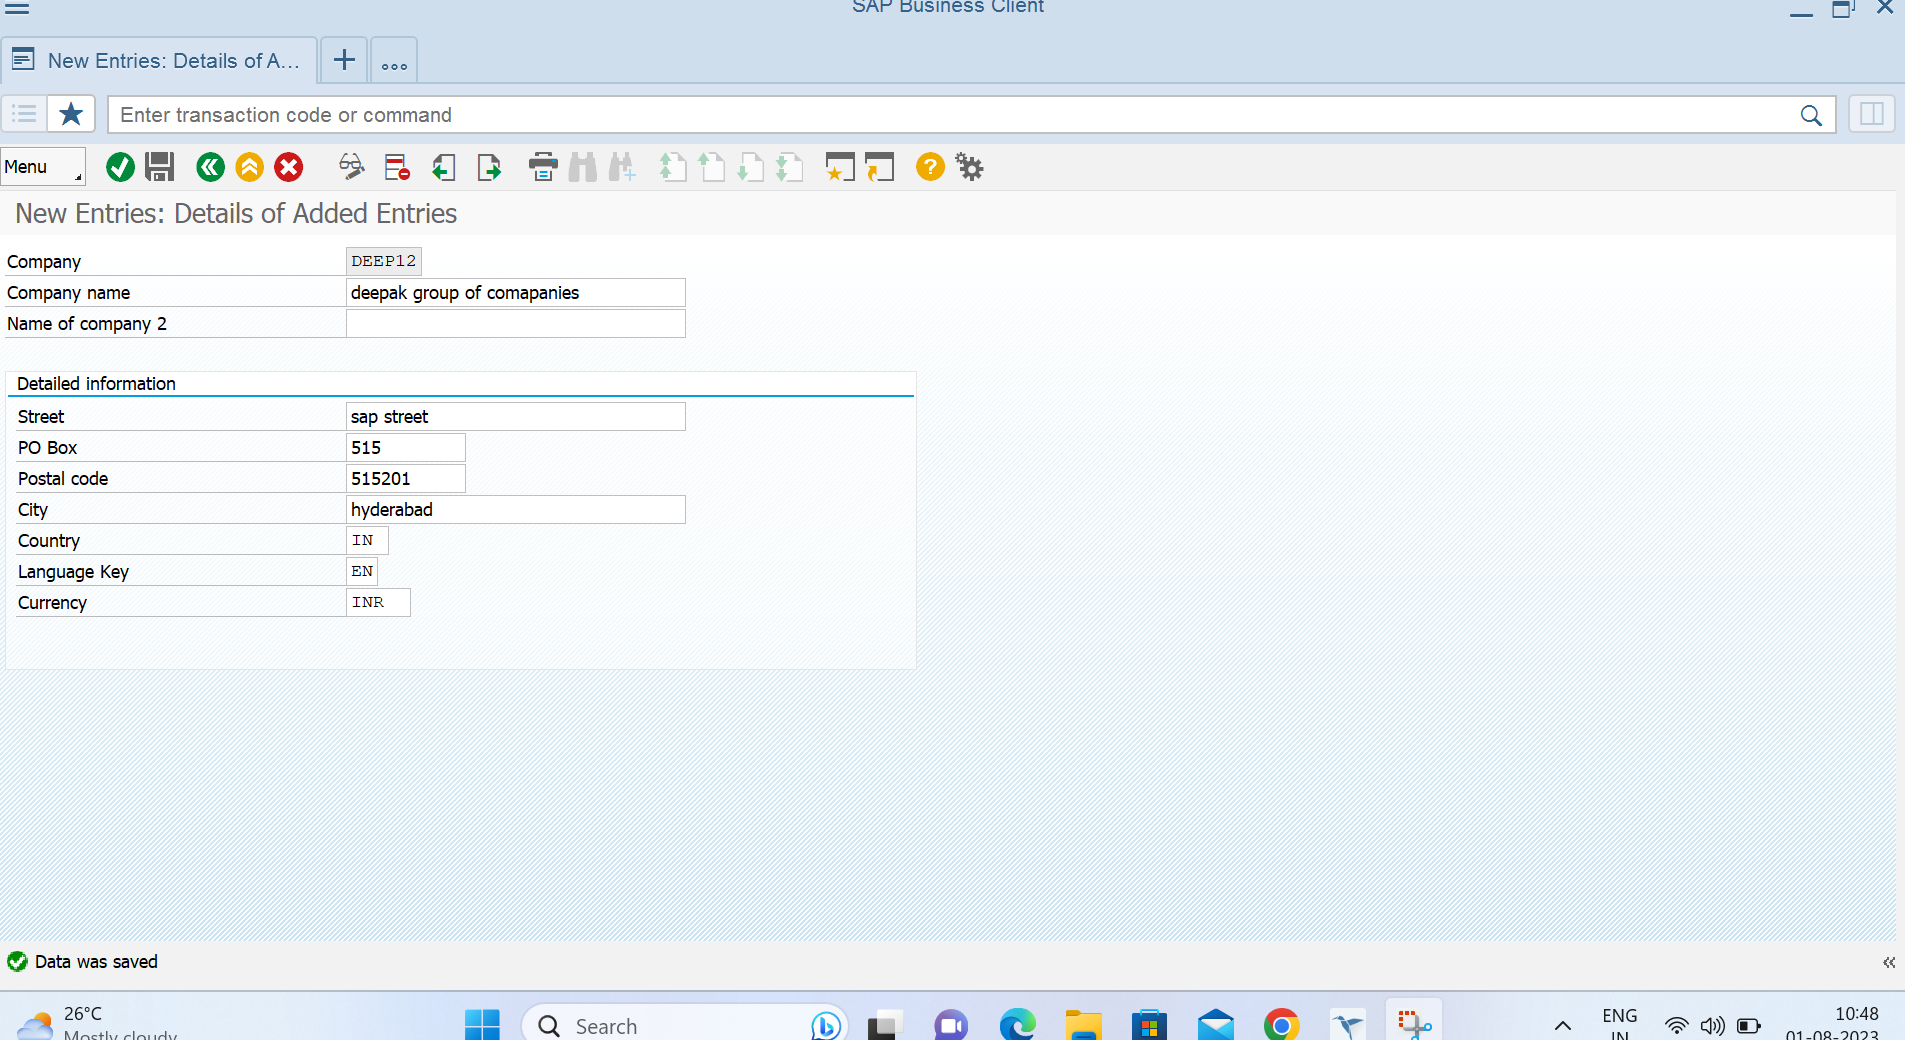 SAP Business Client
New Entries: Details of A...
Enter transaction code or command
Menu
New Entries: Details of Added Entries
Company DEEP12
Company name deepak group of comapanies
Name of company 2
Detailed information
Street sap street
PO Box 515
Postal code 515201
City hyderabad
Country IN
Language Key EN
Currency INR
Data was saved
26°C
Mostly cloudy
Search
ENG
IN
10:48
01-08-2023